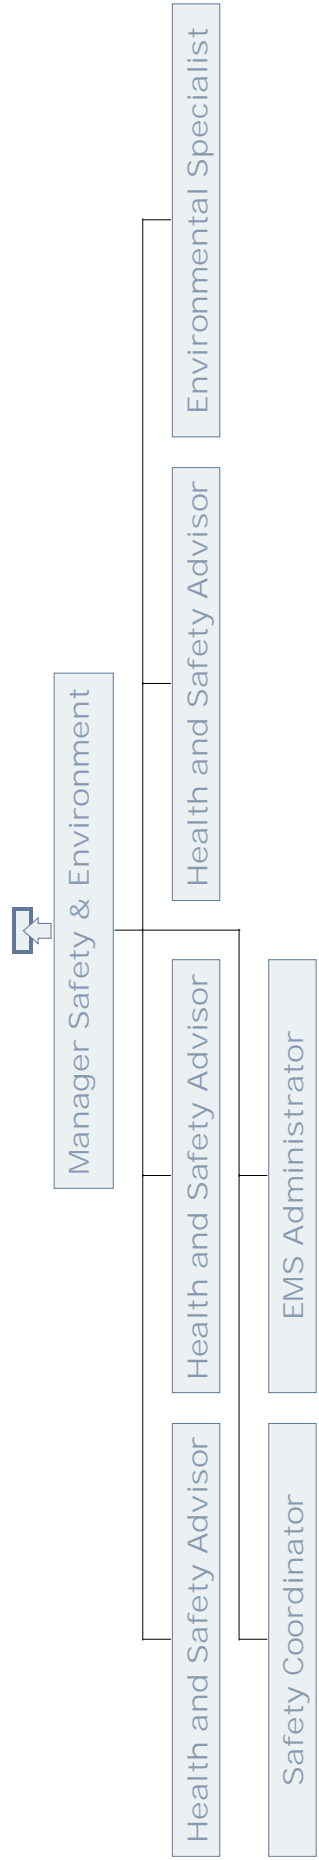 Manager Safety & Environment
Health and Safety Advisor
Health and Safety Advisor
Health and Safety Advisor
Environmental Specialist
Safety Coordinator
EMS Administrator